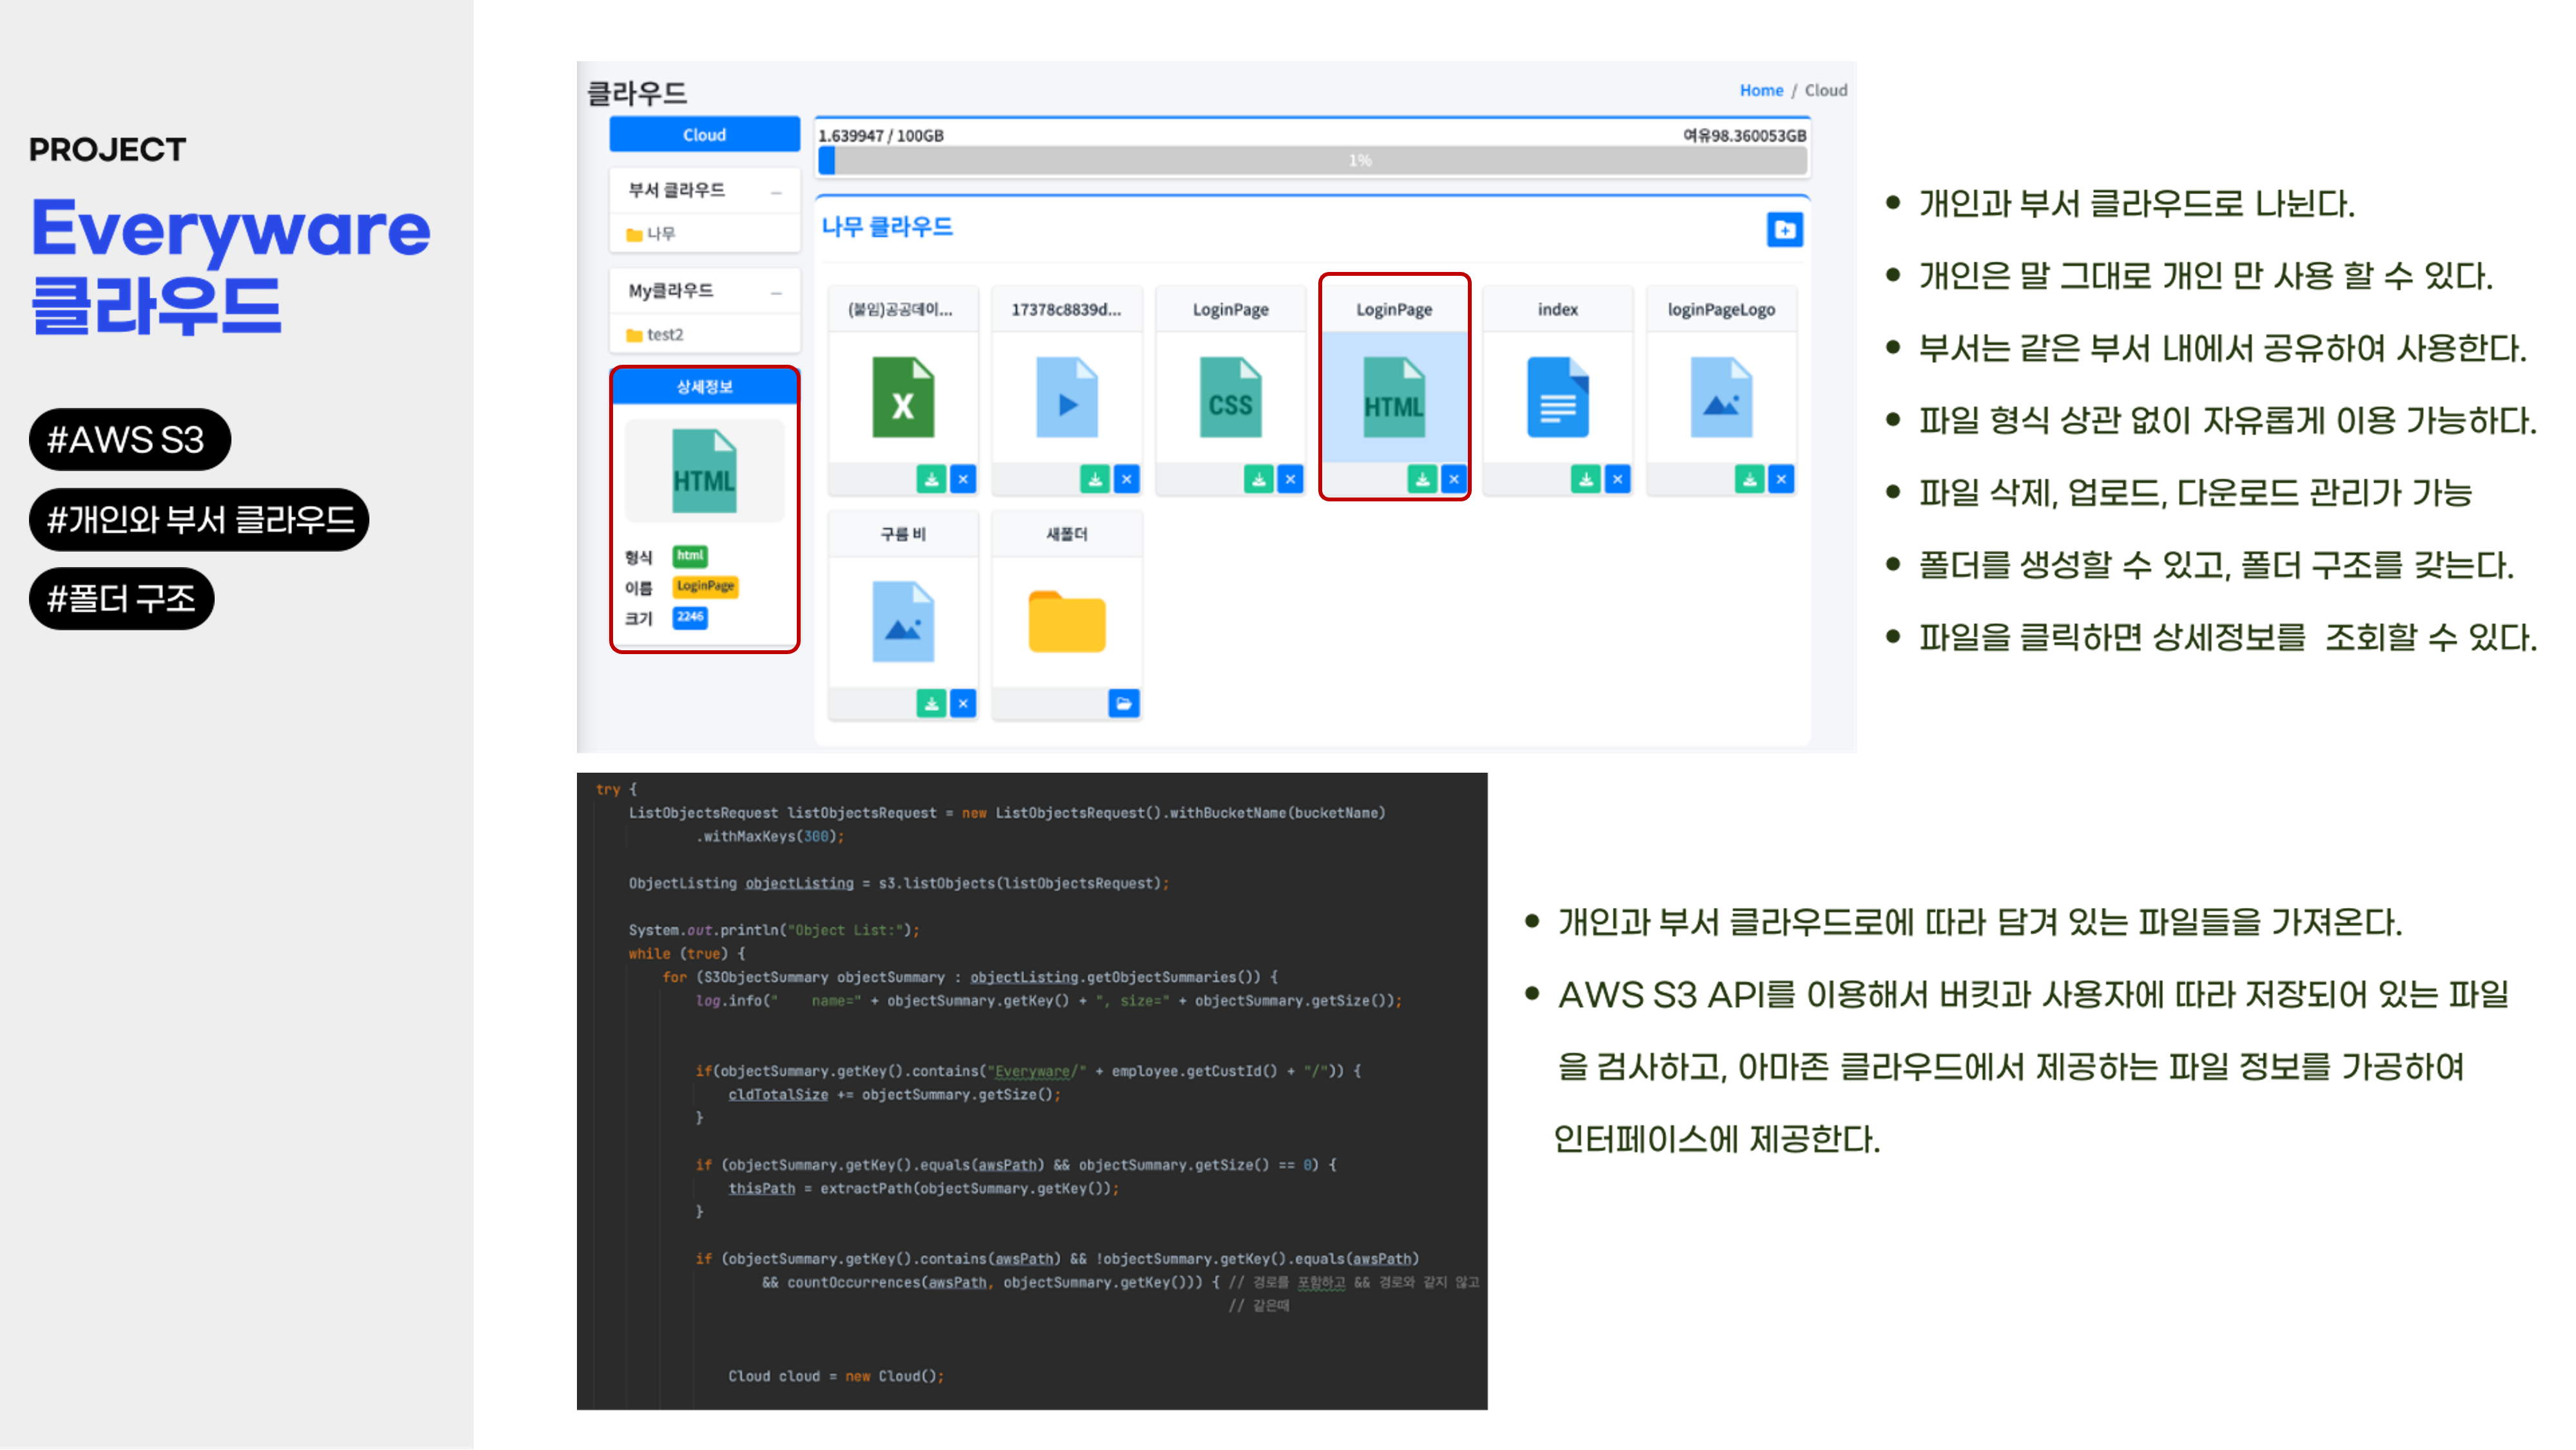 PROJECT
Everyware
클라우드
#AWS S3
#개인와 부서 클라우드
#폴더 구조
클라우드
Home / Cloud
Cloud
부서 클라우드
나무
My클라우드
test2
상세정보
HTML
형식 html
이름 LoginPage
크기 2246
1.639947 / 100GB
여유98.360053GB
1%
나무 클라우드
(붙임)공공데이...
17378c8839d...
LoginPage
LoginPage
index
loginPageLogo
X
CSS
HTML
구름 비
새폴더
개인과 부서 클라우드로 나뉜다.
개인은 말 그대로 개인 만 사용 할 수 있다.
부서는 같은 부서 내에서 공유하여 사용한다.
파일 형식 상관 없이 자유롭게 이용 가능하다.
파일 삭제, 업로드, 다운로드 관리가 가능
폴더를 생성할 수 있고, 폴더 구조를 갖는다.
파일을 클릭하면 상세정보를  조회할 수 있다.
try {
ListObjectsRequest listObjectsRequest = new ListObjectsRequest().withBucketName(bucketName)
.withMaxKeys(300);
ObjectListing objectListing = s3.listObjects(listObjectsRequest);
System.out.println("Object List:");
while (true) {
for (S3ObjectSummary objectSummary : objectListing.getObjectSummaries()) {
log.info("    name=" + objectSummary.getKey() + ", size=" + objectSummary.getSize());
if(objectSummary.getKey().contains("Everyware/" + employee.getCustId() + "/")) {
cldTotalSize += objectSummary.getSize();
}
if (objectSummary.getKey().equals(awsPath) && objectSummary.getSize() == 0) {
thisPath = extractPath(objectSummary.getKey());
}
if (objectSummary.getKey().contains(awsPath) && !objectSummary.getKey().equals(awsPath)
&& countOccurrences(awsPath, objectSummary.getKey())) { // 경로를 포함하고 && 경로와 같지 않고
// 같은때
Cloud cloud = new Cloud();
개인과 부서 클라우드로에 따라 담겨 있는 파일들을 가져온다.
AWS S3 API를 이용해서 버킷과 사용자에 따라 저장되어 있는 파일
을 검사하고, 아마존 클라우드에서 제공하는 파일 정보를 가공하여
인터페이스에 제공한다.